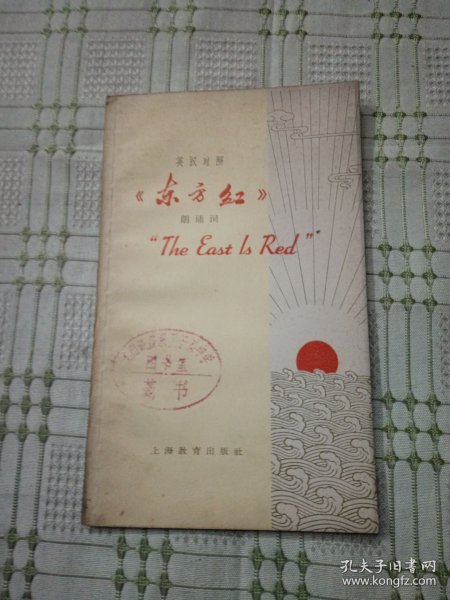 英汉对照
《东方红》
朗诵词
"The East Is Red"
图书室
藏书
上海教育出版社
孔夫子旧书网
www.kongfz.com